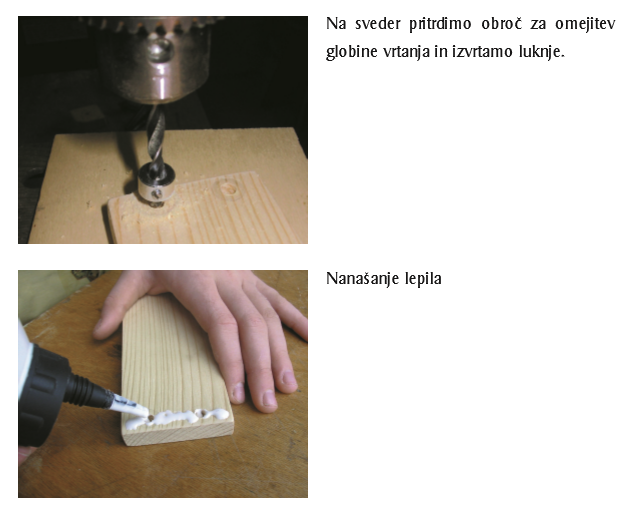 Na sveder pritrdimo obroč za omejitev
globine vrtanja in izvrtamo luknje.
Nanašanje lepila